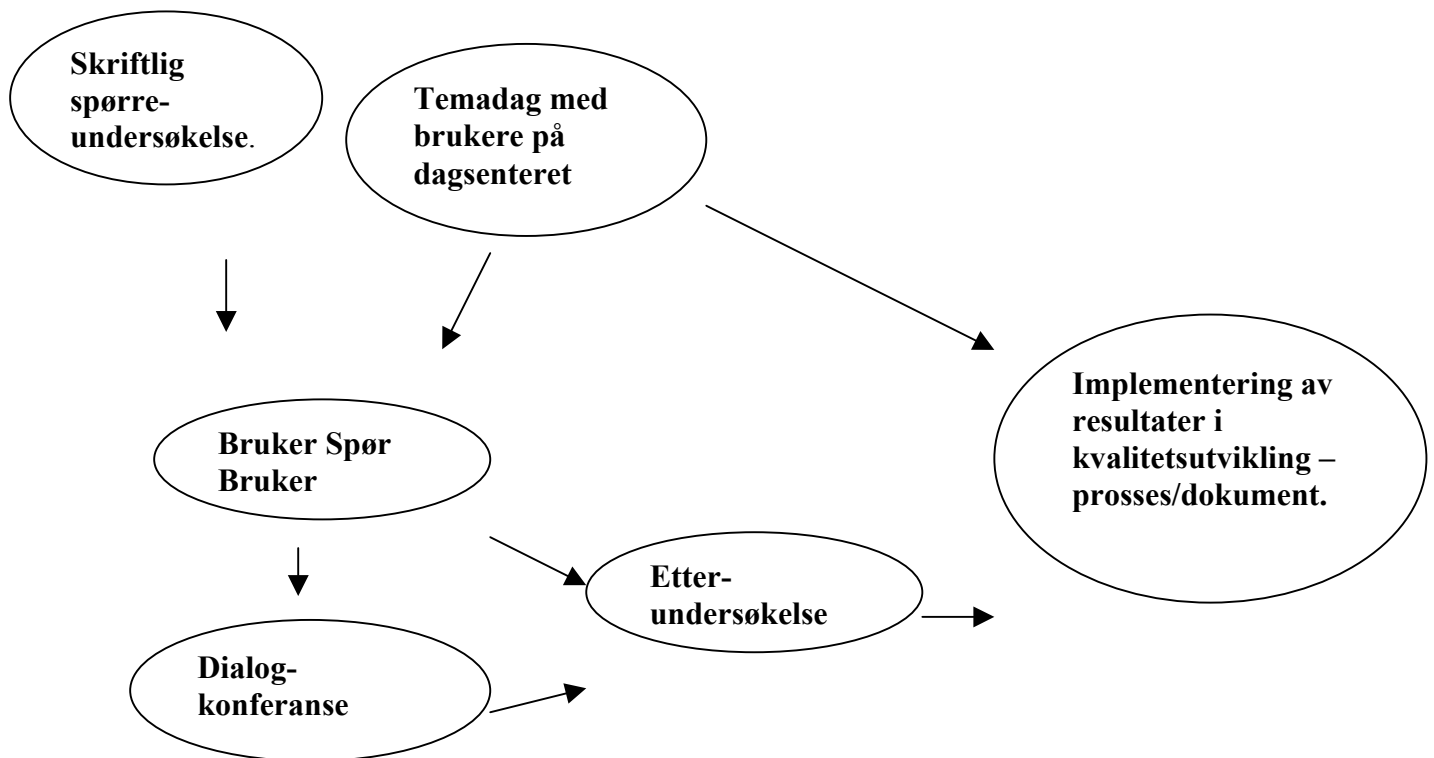 Skriftlig
spørre-
undersøkelse.
Temadag med
brukere på
dagsenteret
Implementering av
resultater i
kvalitetsutvikling –
prosses/dokument.
Bruker Spør
Bruker
Etter-
undersøkelse
Dialog-
konferanse